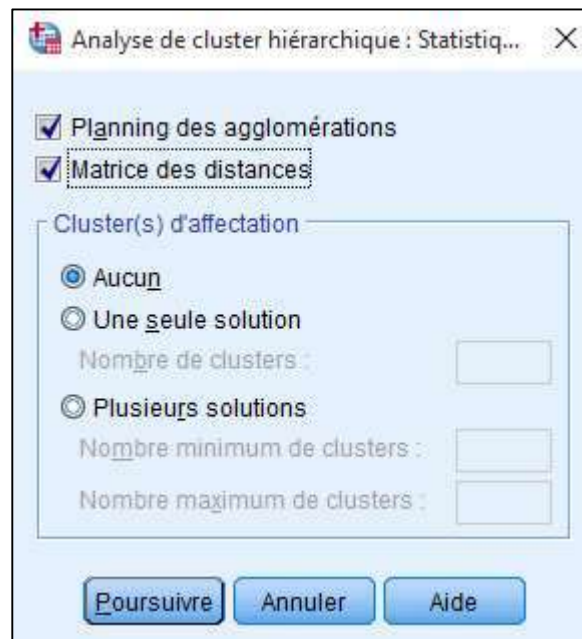 Analyse de cluster hiérarchique : Statistiq...
Planning des agglomérations
Matrice des distances
Cluster(s) d'affectation
Aucun
Une seule solution
Nombre de clusters :
Plusieurs solutions
Nombre minimum de clusters :
Nombre maximum de clusters :
Poursuivre Annuler Aide